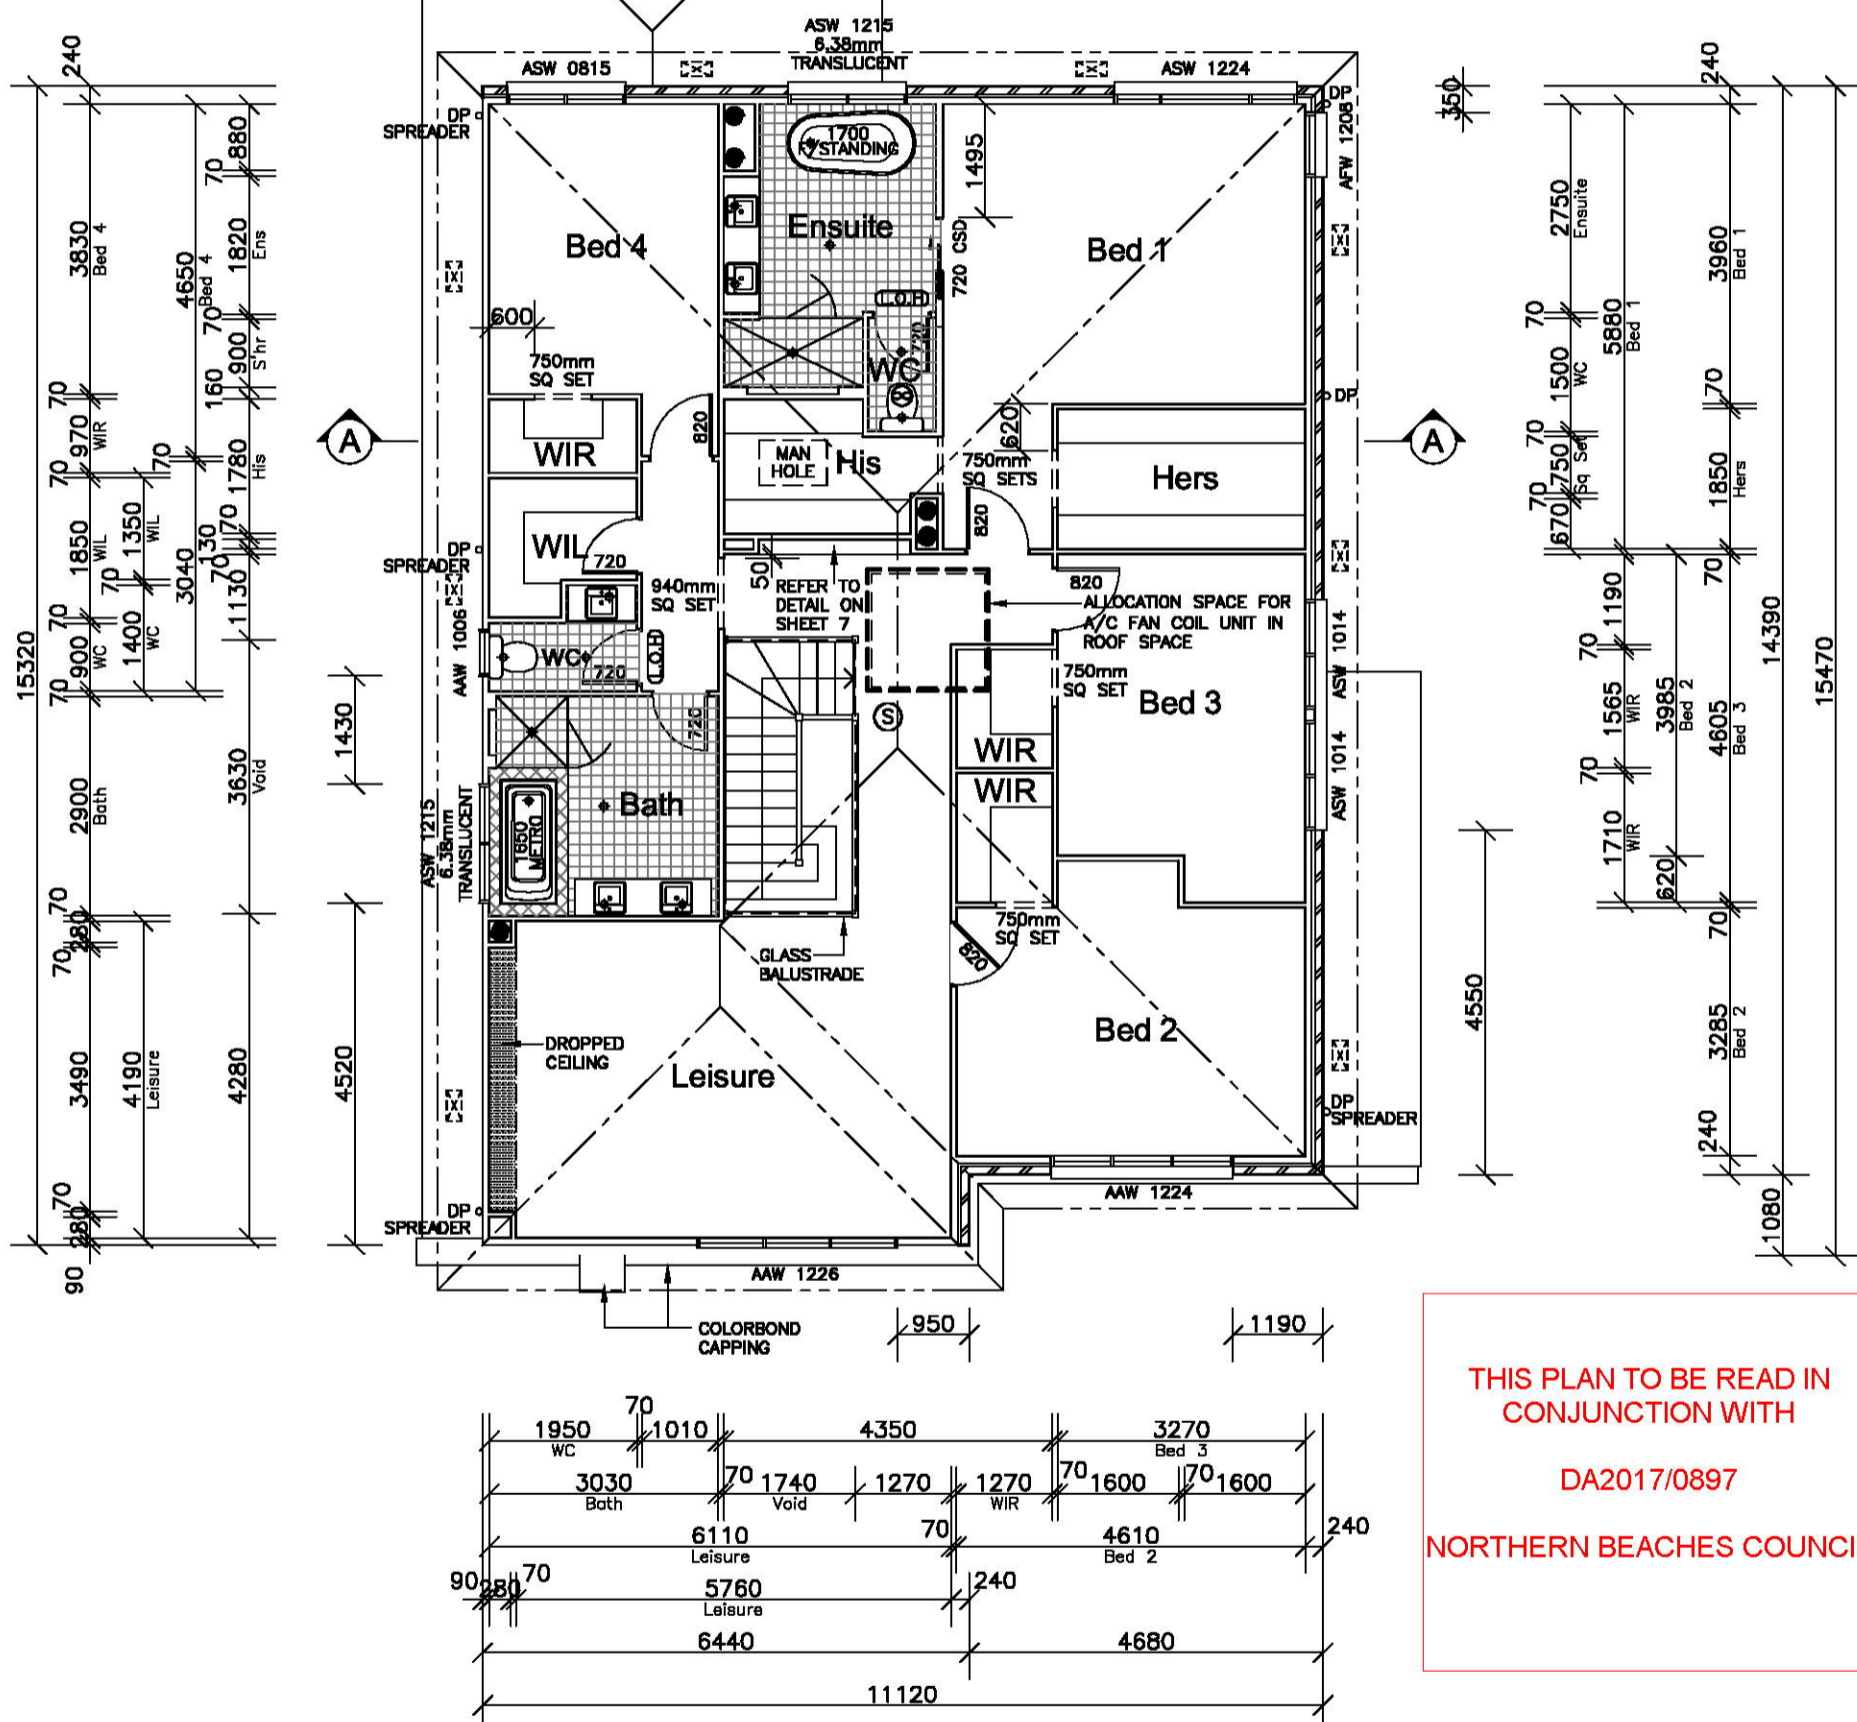 ASW 1215
6.38mm
TRANSLUCENT
ASW 0815
ASW 1224
DP
SPREADER
DP
AFW 1208
1700
F/STANDING
1495
Bed 4
Ensuite
Bed 1
720 CSD
600
750mm
SQ SET
L.O.H
720
WC
DP
820
620
WIR
MAN
HOLE
His
750mm
SQ SETS
Hers
A
A
820
WIL
720
DP
SPREADER
940mm
SQ SET
50
REFER TO
DETAIL ON
SHEET 7
820
ALLOCATION SPACE FOR
A/C FAN COIL UNIT IN
ROOF SPACE
AAW 1006
WC
720
L.O.H
750mm
SQ SET
Bed 3
ASW 1014
ASW 1014
S
720
WIR
WIR
ASW 1215
6.38mm
TRANSLUCENT
1650
METRO
Bath
750mm
SQ SET
820
GLASS
BALUSTRADE
DROPPED
CEILING
Leisure
Bed 2
DP
SPREADER
DP
SPREADER
AAW 1224
AAW 1226
COLORBOND
CAPPING
15320
240
3830
Bed 4
70
970
WIR
70
1850
WIL
70
900
WC
70
2900
Bath
70
280
70
3490
70
280
90
1350
WIL
70
1400
WC
4190
Leisure
4650
Bed 4
70
3040
880
70
1820
Ens
70
900
S'hr
160
1780
His
70
130
70
1130
3630
Void
4280
1430
4520
350
4550
2750
Ensuite
70
1500
WC
70
750
Sq Set
70
670
5880
Bed 1
1190
70
1565
WIR
70
1710
WIR
3985
Bed 2
620
240
3960
Bed 1
70
1850
Hers
70
4605
Bed 3
70
3285
Bed 2
240
14390
1080
15470
950
1190
70
1950
WC
1010
4350
3270
Bed 3
3030
Bath
70
1740
Void
1270
1270
WIR
70
1600
70
1600
6110
Leisure
70
4610
Bed 2
240
90
280
70
5760
Leisure
240
6440
4680
11120
THIS PLAN TO BE READ IN
CONJUNCTION WITH
DA2017/0897
NORTHERN BEACHES COUNCI